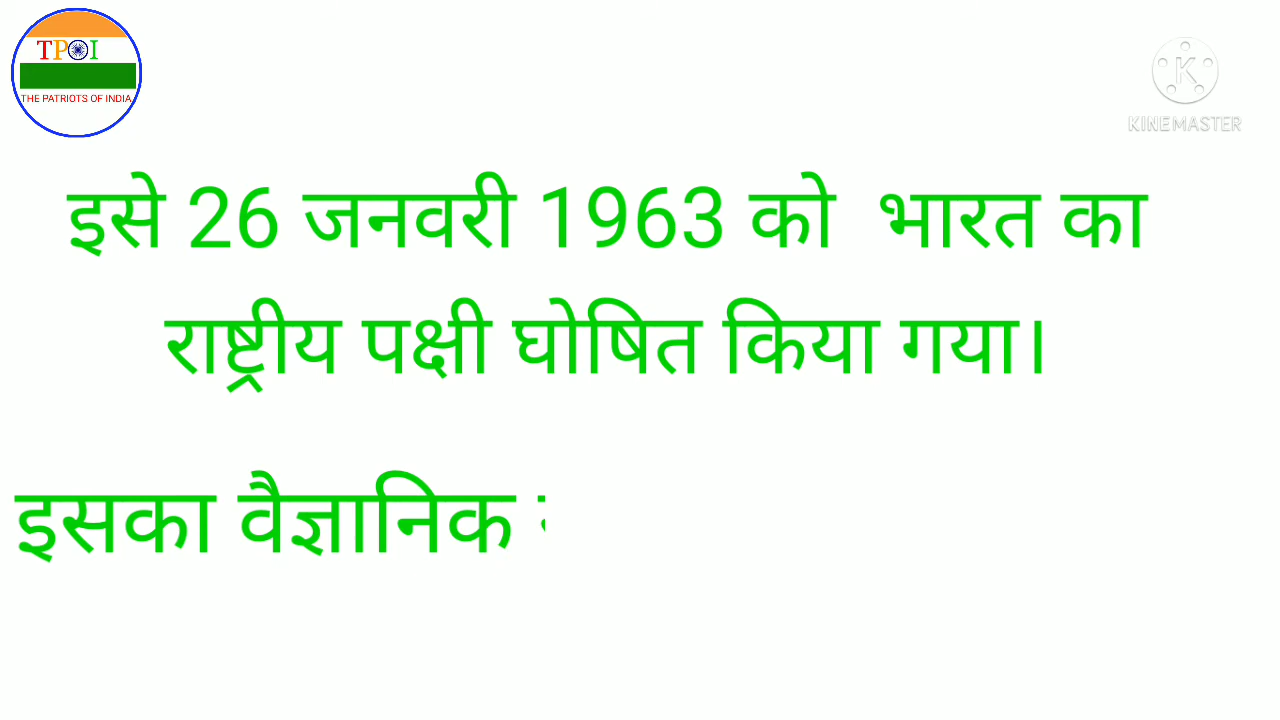 TPOI
THE PATRIOTS OF INDIA
KINEMASTER
इसे 26 जनवरी 1963 को भारत का
राष्ट्रीय पक्षी घोषित किया गया।
इसका वैज्ञानिक